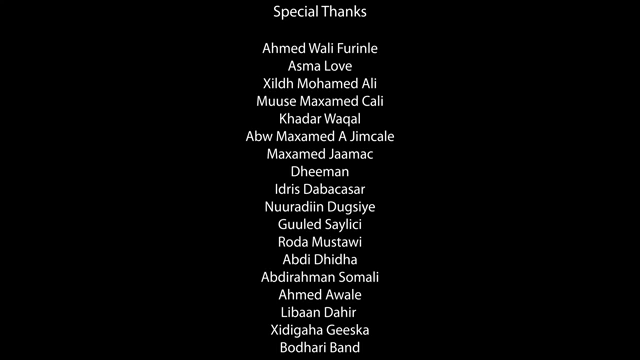 Special Thanks
Ahmed Wali Furinle
Asma Love
Xildh Mohamed Ali
Muuse Maxamed Cali
Khadar Waqal
Abw Maxamed A Jimcale
Maxamed Jaamac
Dheeman
Idris Dabacasar
Nuuradiin Dugsiye
Guuled Saylici
Roda Mustawi
Abdi Dhidha
Abdirahman Somali
Ahmed Awale
Libaan Dahir
Xidigaha Geeska
Bodhari Band